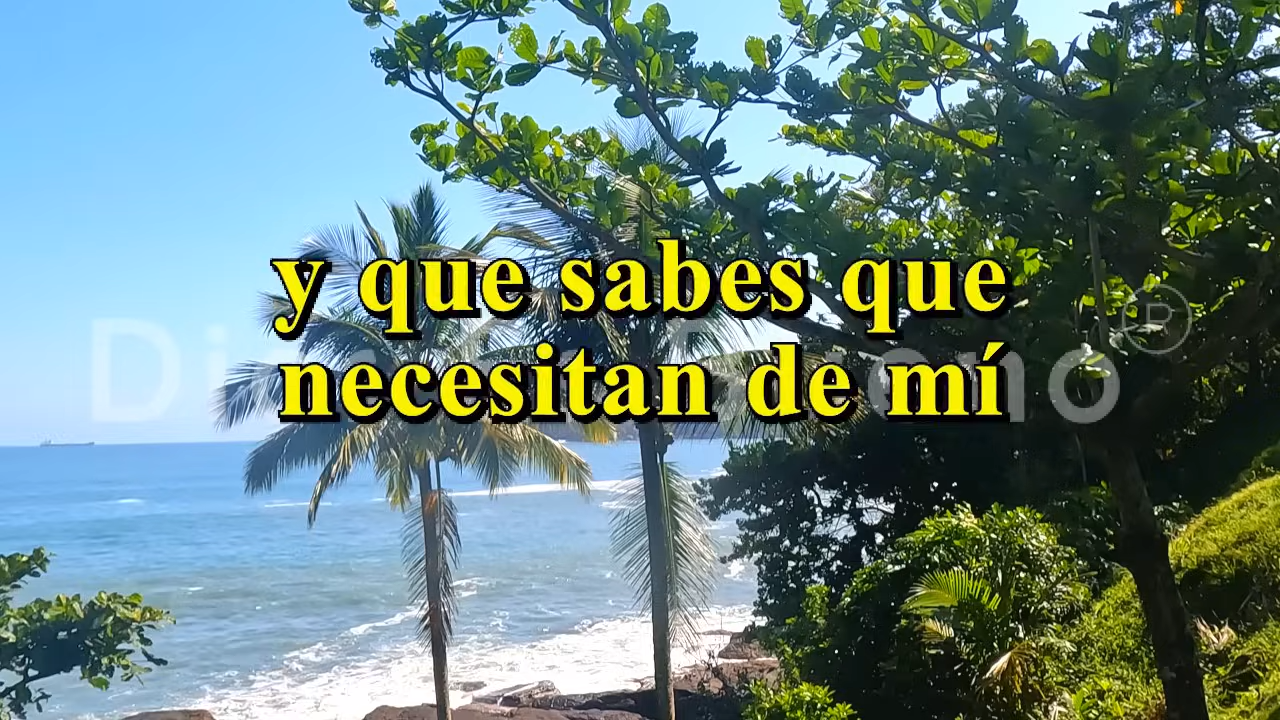 y que sabes que
necesitan de mí